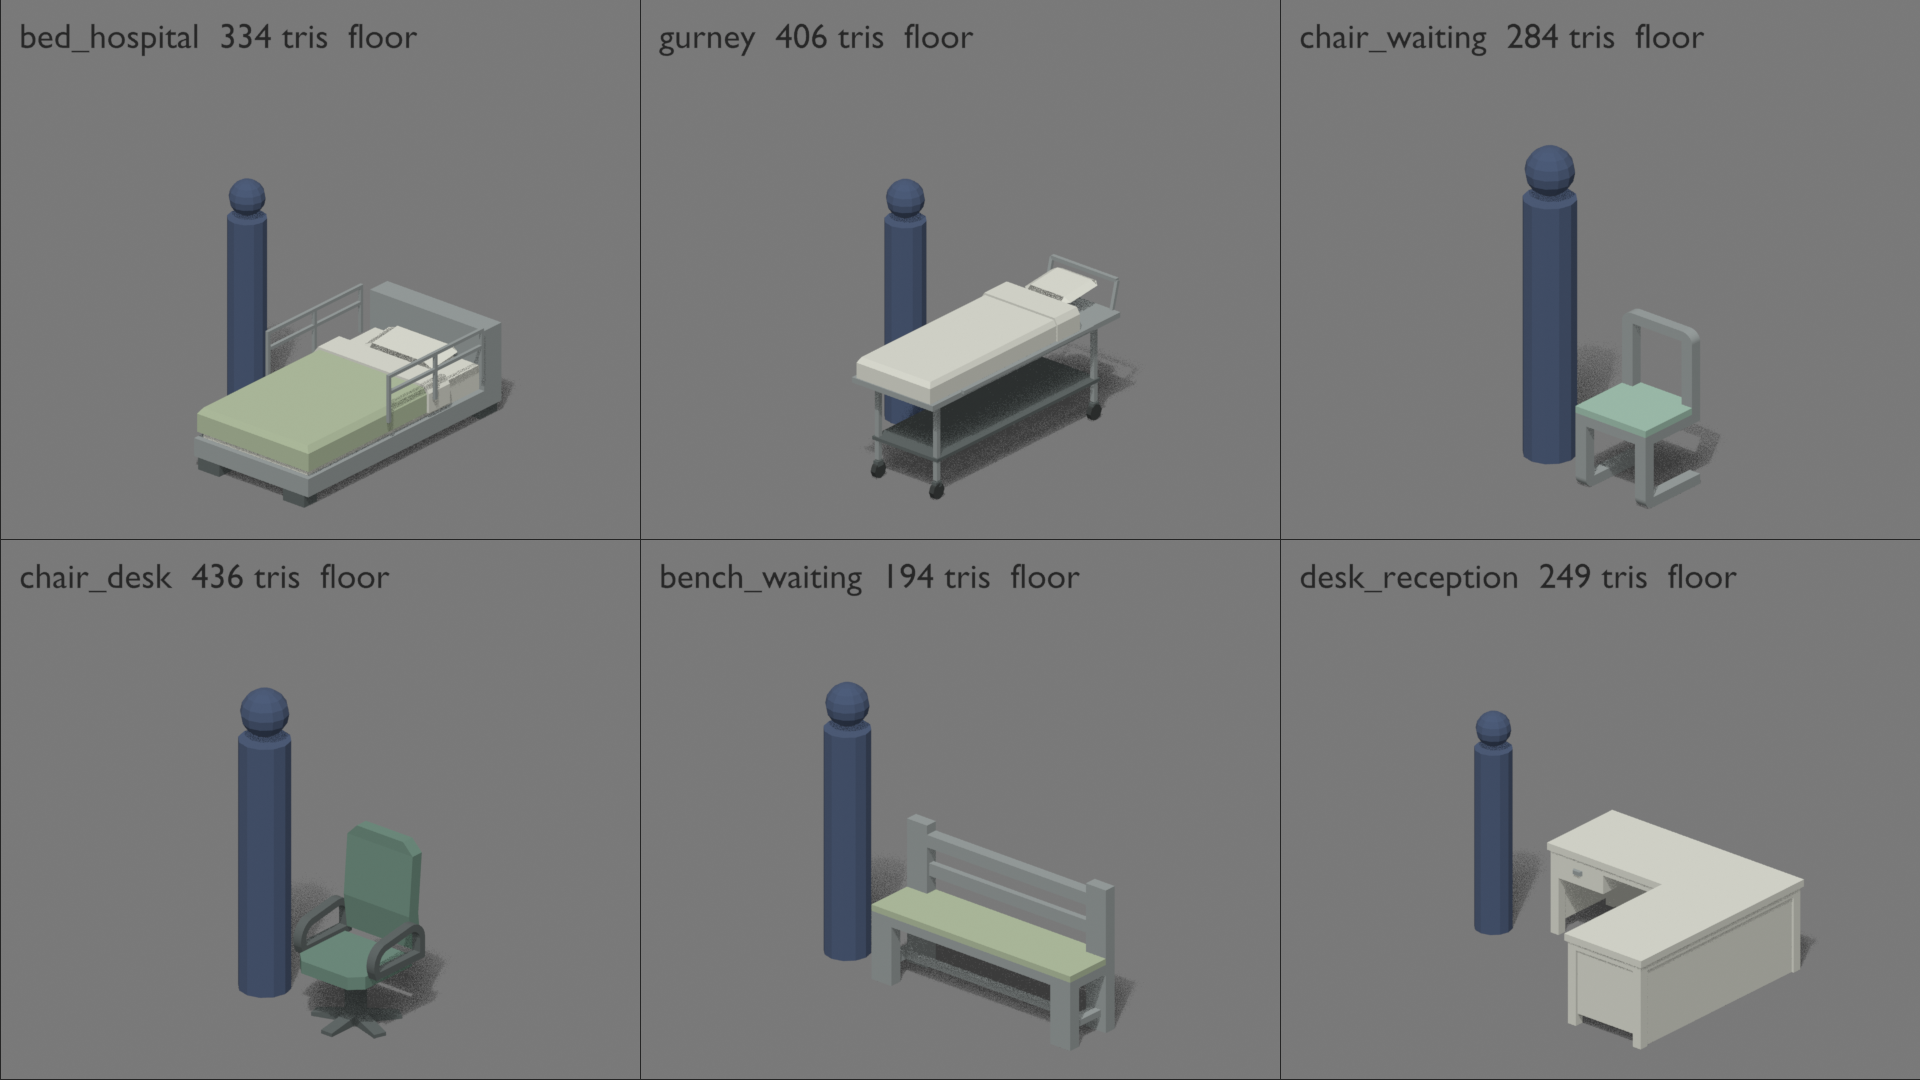 bed_hospital 334 tris floor
gurney 406 tris floor
chair_waiting 284 tris floor
chair_desk 436 tris floor
bench_waiting 194 tris floor
desk_reception 249 tris floor